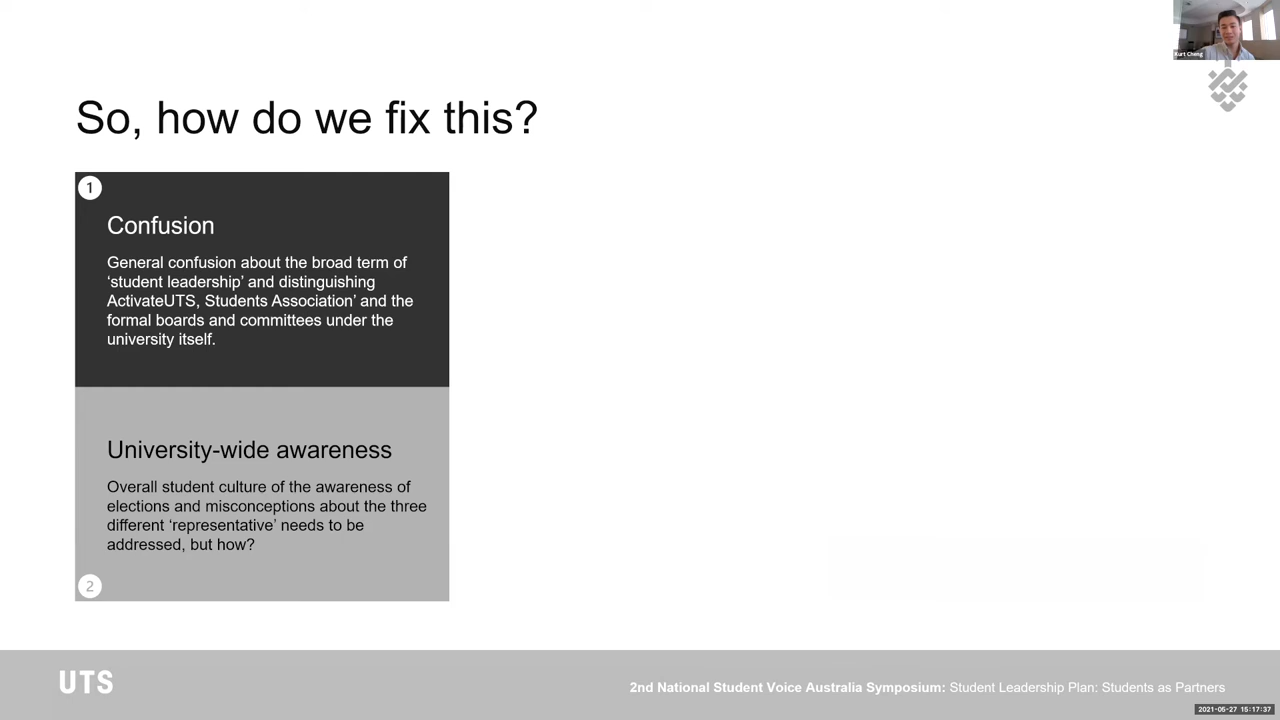 Kurt Cheng
So, how do we fix this?
1
Confusion
General confusion about the broad term of
‘student leadership’ and distinguishing
ActivateUTS, Students Association’ and the
formal boards and committees under the
university itself.
University-wide awareness
Overall student culture of the awareness of
elections and misconceptions about the three
different ‘representative’ needs to be
addressed, but how?
2
UTS
2nd National Student Voice Australia Symposium: Student Leadership Plan: Students as Partners
2021-05-27 15:17:37